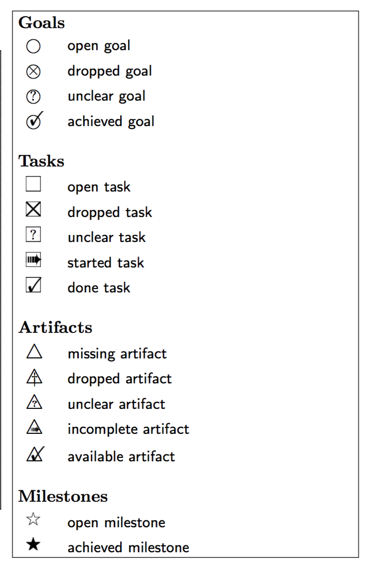 Goals
open goal
dropped goal
? unclear goal
achieved goal
Tasks
open task
dropped task
? unclear task
started task
done task
Artifacts
missing artifact
dropped artifact
? unclear artifact
incomplete artifact
available artifact
Milestones
open milestone
achieved milestone